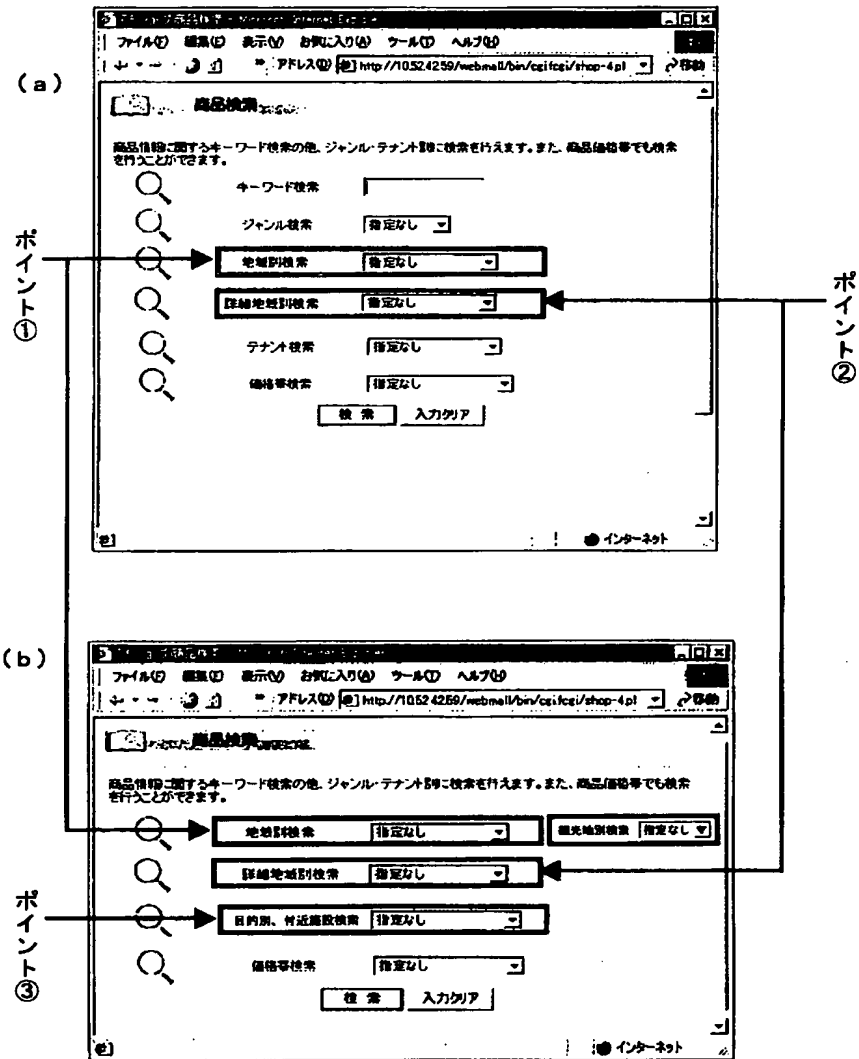 (a)
商品検索 - Microsoft Internet Explorer
ファイル(F) 編集(E) 表示(V) お気に入り(A) ツール(T) ヘルプ(H)
アドレス(D) http://10.52.42.59/webmall/bin/cgifcgi/shop-4.pl 移動
商品検索
商品情報に関するキーワード検索の他、ジャンル・テナント別に検索を行えます。また、商品価格帯でも検索
を行うことができます。
キーワード検索
ジャンル検索 指定なし
地域別検索 指定なし
詳細地域別検索 指定なし
テナント検索 指定なし
価格帯検索 指定なし
検 索 入力クリア
インターネット
ポイント①
ポイント②
(b)
ファイル(F) 編集(E) 表示(V) お気に入り(A) ツール(T) ヘルプ(H)
アドレス(D) http://10.52.42.59/webmall/bin/cgifcgi/shop-4.pl 移動
商品検索
商品情報に関するキーワード検索の他、ジャンル・テナント別に検索を行えます。また、商品価格帯でも検索
を行うことができます。
地域別検索 指定なし 観光地別検索 指定なし
詳細地域別検索 指定なし
目的別、付近施設検索 指定なし
価格帯検索 指定なし
検 索 入力クリア
インターネット
ポイント③